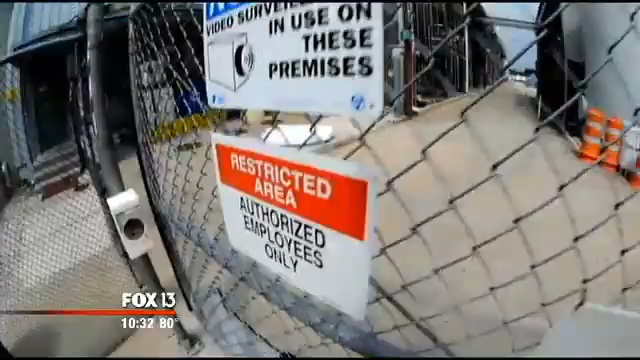 VIDEO SURVEIL
IN USE ON
THESE
PREMISES
RESTRICTED
AREA
AUTHORIZED
EMPLOYEES
ONLY
FOX 13
10:32 80°